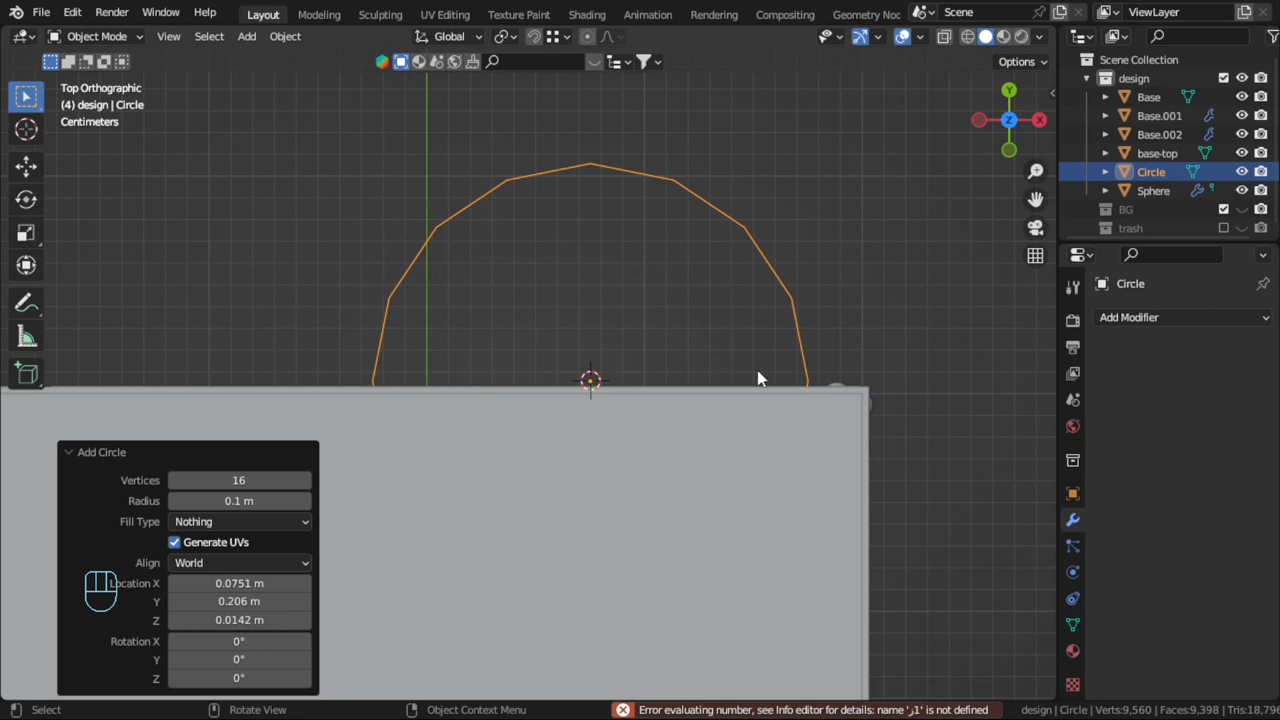 File Edit Render Window Help Layout Modeling Sculpting UV Editing Texture Paint Shading Animation Rendering Compositing Geometry Noc Scene ViewLayer
Object Mode View Select Add Object Global
Options
Top Orthographic
(4) design | Circle
Centimeters
Y
Z
X
Scene Collection
design
Base
Base.001
Base.002
base-top
Circle
Sphere
BG
trash
Circle
Add Modifier
Add Circle
Vertices 16
Radius 0.1 m
Fill Type Nothing
Generate UVs
Align World
Location X 0.0751 m
Y 0.206 m
Z 0.0142 m
Rotation X 0°
Y 0°
Z 0°
Select Rotate View Object Context Menu Error evaluating number, see Info editor for details: name 'ز1' is not defined design | Circle Verts:9,560 | Faces:9,398 | Tris:18,796